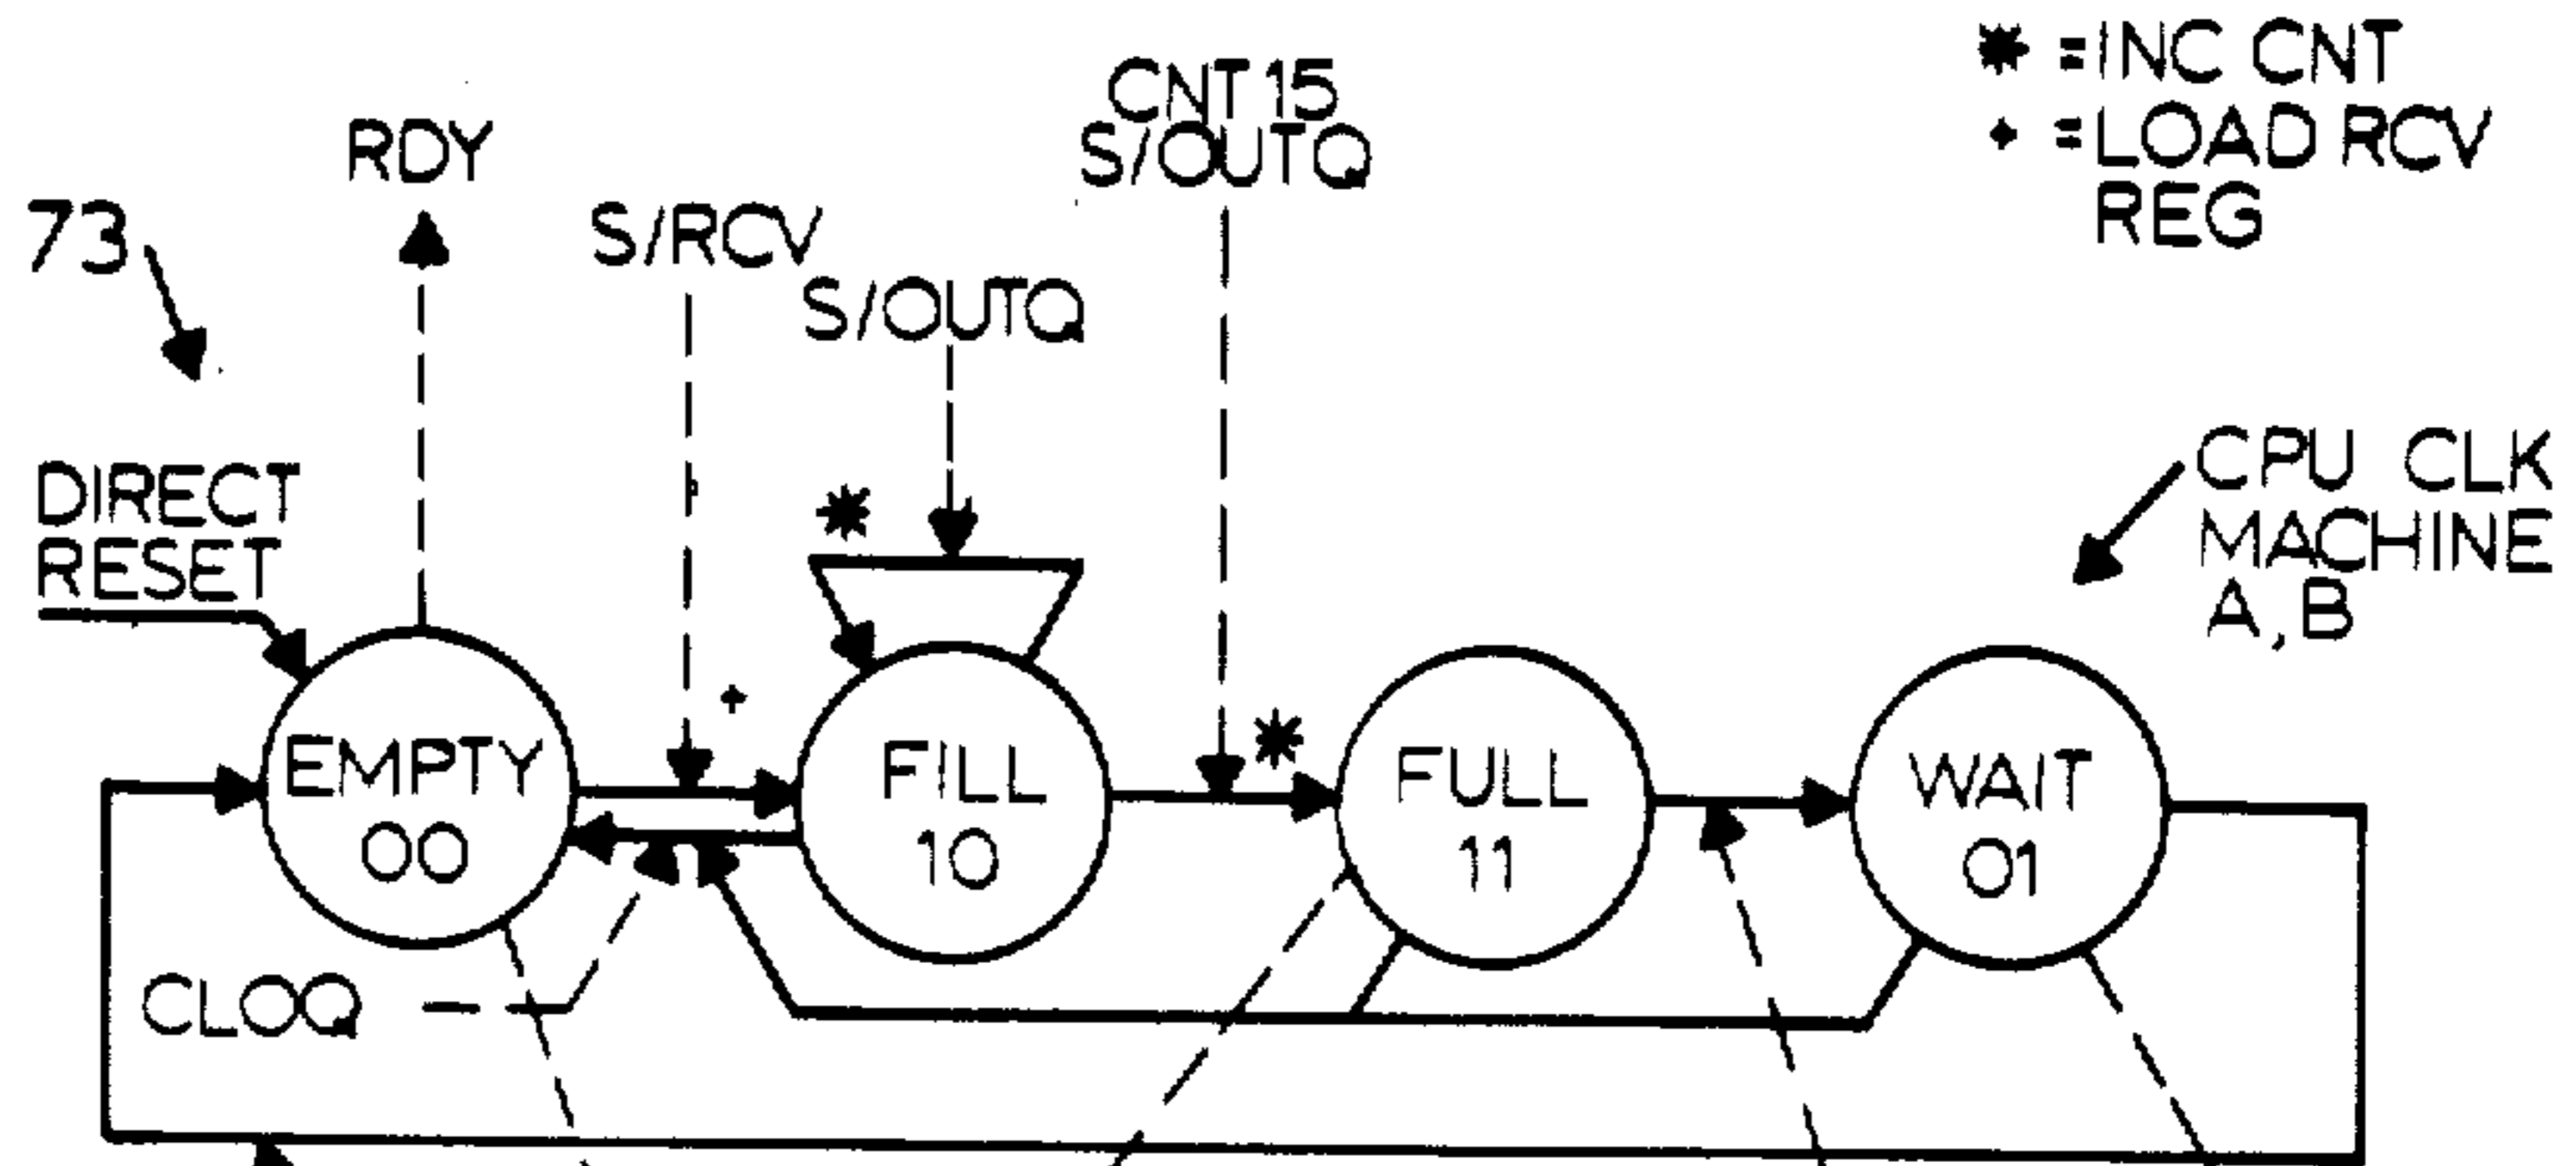 * = INC CNT
+ = LOAD RCV
REG
CNT 15
S/OUTQ
RDY
73
S/RCV
S/OUTQ
*
DIRECT
RESET
CPU CLK
MACHINE
A, B
+
*
EMPTY
00
FILL
10
FULL
11
WAIT
01
CLOQ